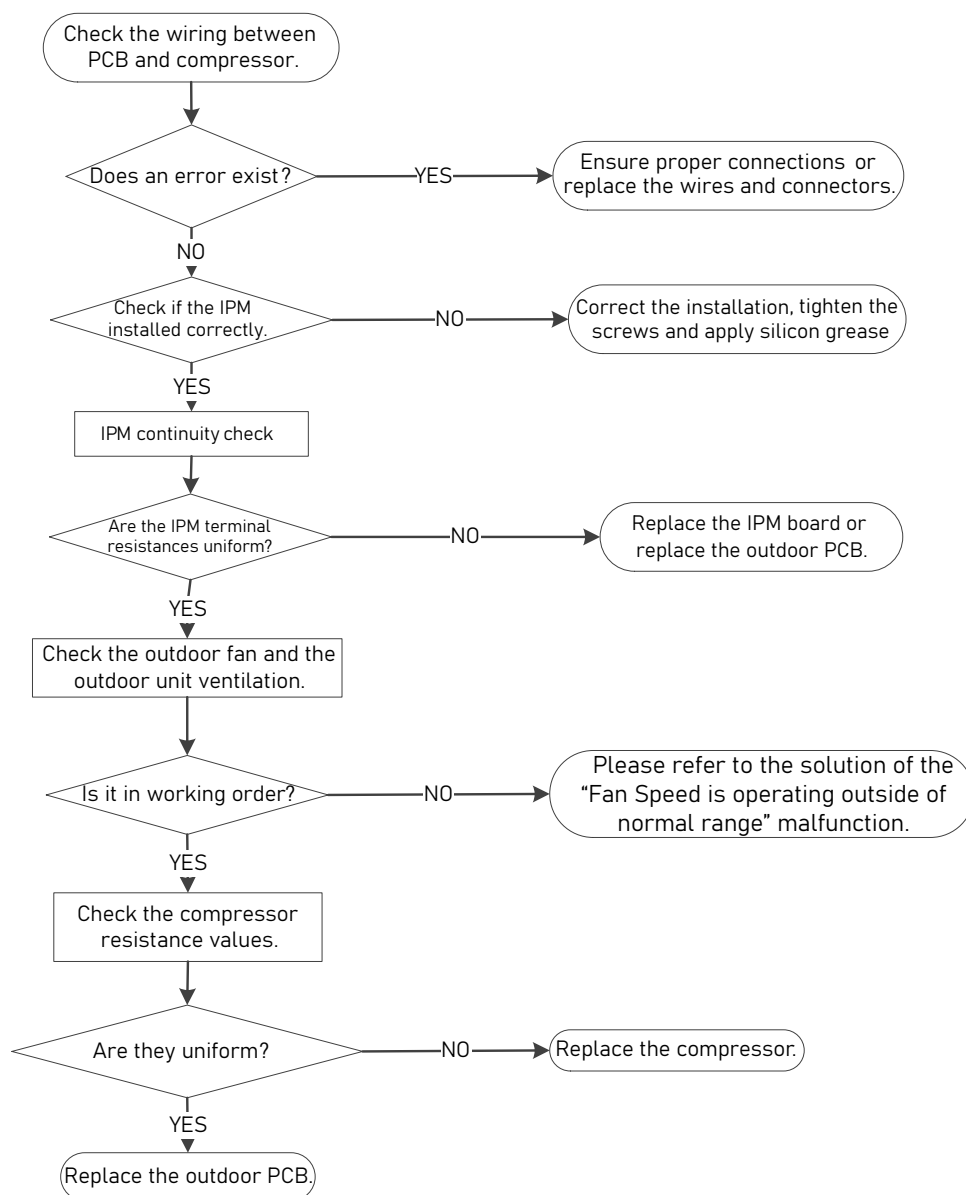 Check the wiring between
PCB and compressor.
Does an error exist?
YES
Ensure proper connections or
replace the wires and connectors.
NO
Check if the IPM
installed correctly.
NO
Correct the installation, tighten the
screws and apply silicon grease
YES
IPM continuity check
Are the IPM terminal
resistances uniform?
NO
Replace the IPM board or
replace the outdoor PCB.
YES
Check the outdoor fan and the
outdoor unit ventilation.
Is it in working order?
NO
Please refer to the solution of the
“Fan Speed is operating outside of
normal range” malfunction.
YES
Check the compressor
resistance values.
Are they uniform?
NO
Replace the compressor.
YES
Replace the outdoor PCB.